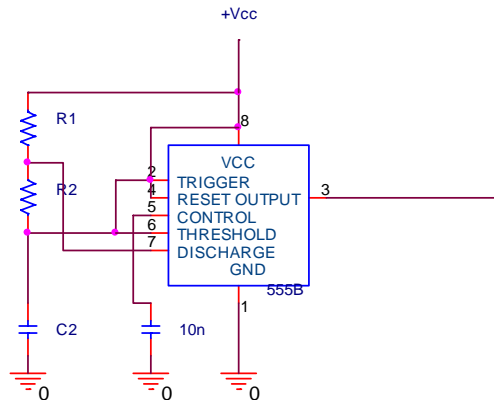 +Vcc
R1
8
VCC
2
TRIGGER
R2
4
RESET OUTPUT
3
5
CONTROL
6
THRESHOLD
7
DISCHARGE
GND
555B
1
C2
10n
0
0
0